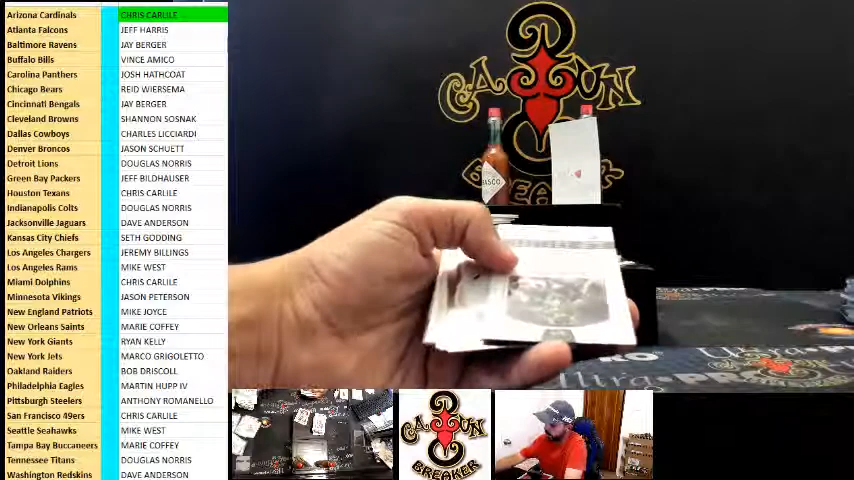 Arizona Cardinals CHRIS CARLILE
Atlanta Falcons JEFF HARRIS
Baltimore Ravens JAY BERGER
Buffalo Bills VINCE AMICO
Carolina Panthers JOSH HATHCOAT
Chicago Bears REID WIERSEMA
Cincinnati Bengals JAY BERGER
Cleveland Browns SHANNON SOSNAK
Dallas Cowboys CHARLES LICCIARDI
Denver Broncos JASON SCHUETT
Detroit Lions DOUGLAS NORRIS
Green Bay Packers JEFF BILDHAUSER
Houston Texans CHRIS CARLILE
Indianapolis Colts DOUGLAS NORRIS
Jacksonville Jaguars DAVE ANDERSON
Kansas City Chiefs SETH GODDING
Los Angeles Chargers JEREMY BILLINGS
Los Angeles Rams MIKE WEST
Miami Dolphins CHRIS CARLILE
Minnesota Vikings JASON PETERSON
New England Patriots MIKE JOYCE
New Orleans Saints MARIE COFFEY
New York Giants RYAN KELLY
New York Jets MARCO GRIGOLETTO
Oakland Raiders BOB DRISCOLL
Philadelphia Eagles MARTIN HUPP IV
Pittsburgh Steelers ANTHONY ROMANELLO
San Francisco 49ers CHRIS CARLILE
Seattle Seahawks MIKE WEST
Tampa Bay Buccaneers MARIE COFFEY
Tennessee Titans DOUGLAS NORRIS
Washington Redskins DAVE ANDERSON
CAJUN
BREAKER
CAJUN
BREAKER